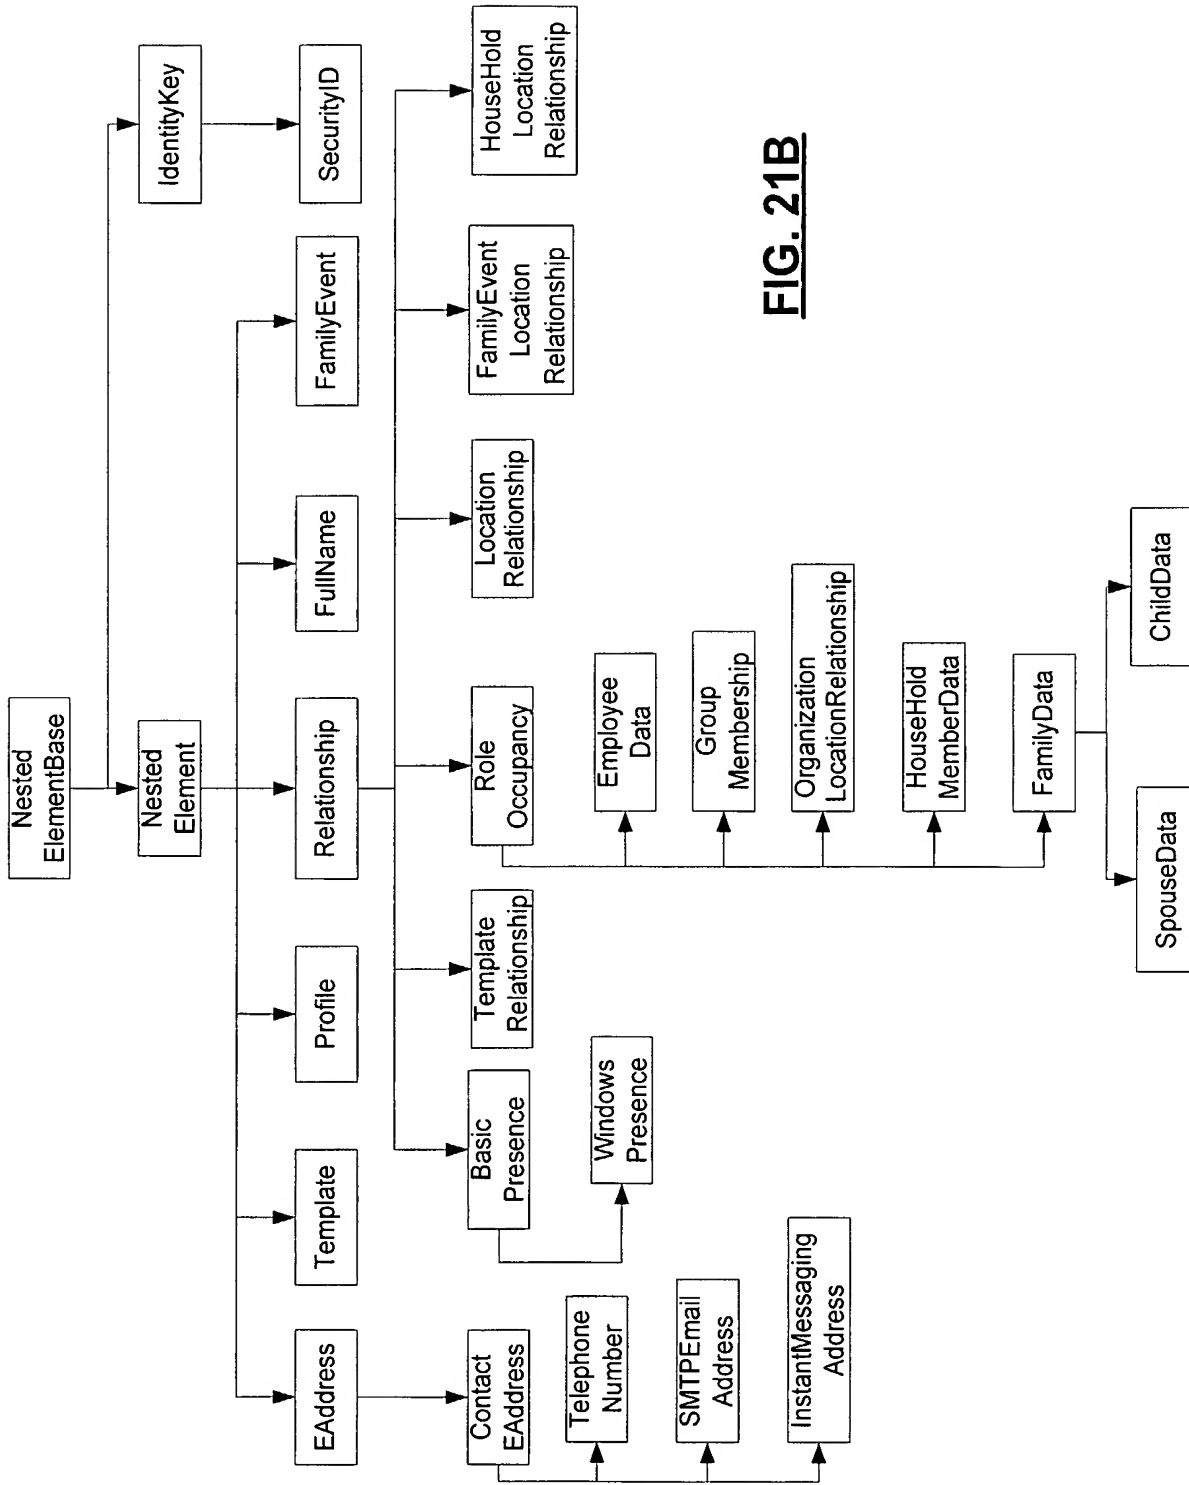 Nested
ElementBase
Nested
Element
IdentityKey
EAddress
Template
Profile
Relationship
FullName
FamilyEvent
SecurityID
Contact
EAddress
Basic
Presence
Template
Relationship
Role
Occupancy
Location
Relationship
FamilyEvent
Location
Relationship
HouseHold
Location
Relationship
Telephone
Number
SMTPEmail
Address
InstantMessaging
Address
Windows
Presence
Employee
Data
Group
Membership
Organization
LocationRelationship
HouseHold
MemberData
FamilyData
SpouseData
ChildData
FIG. 21B